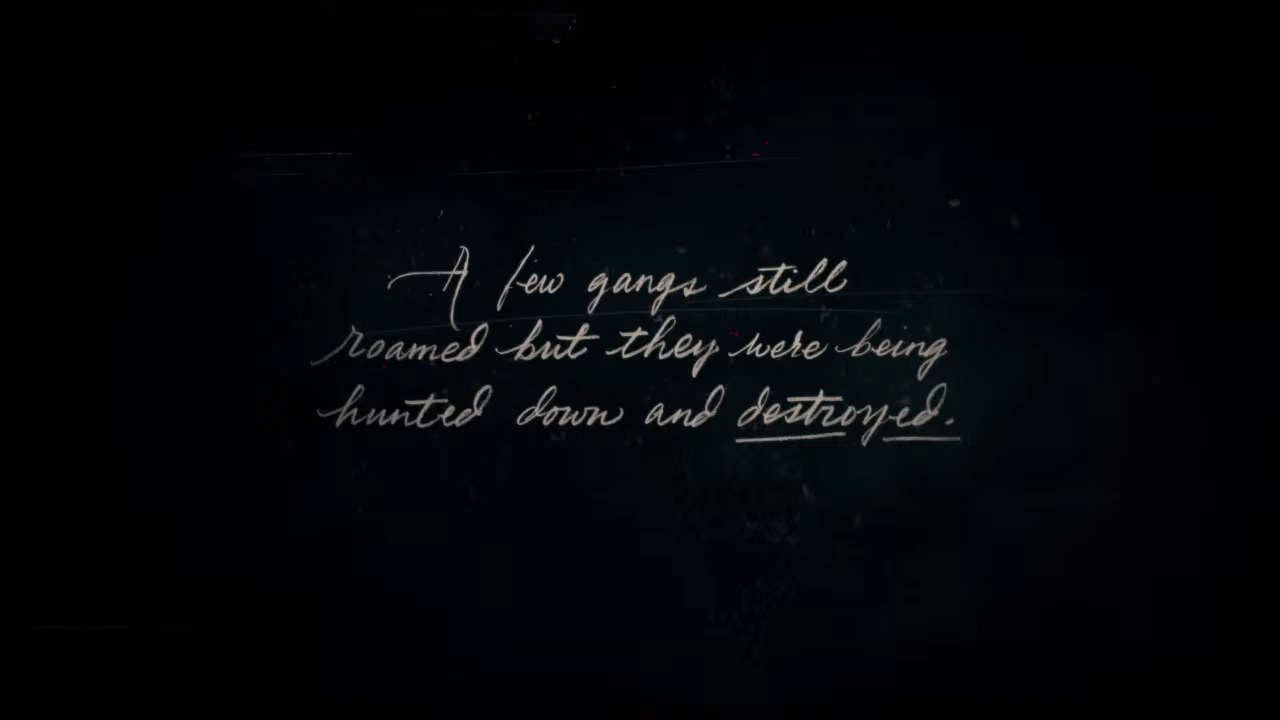 A few gangs still
roamed but they were being
hunted down and destroyed.